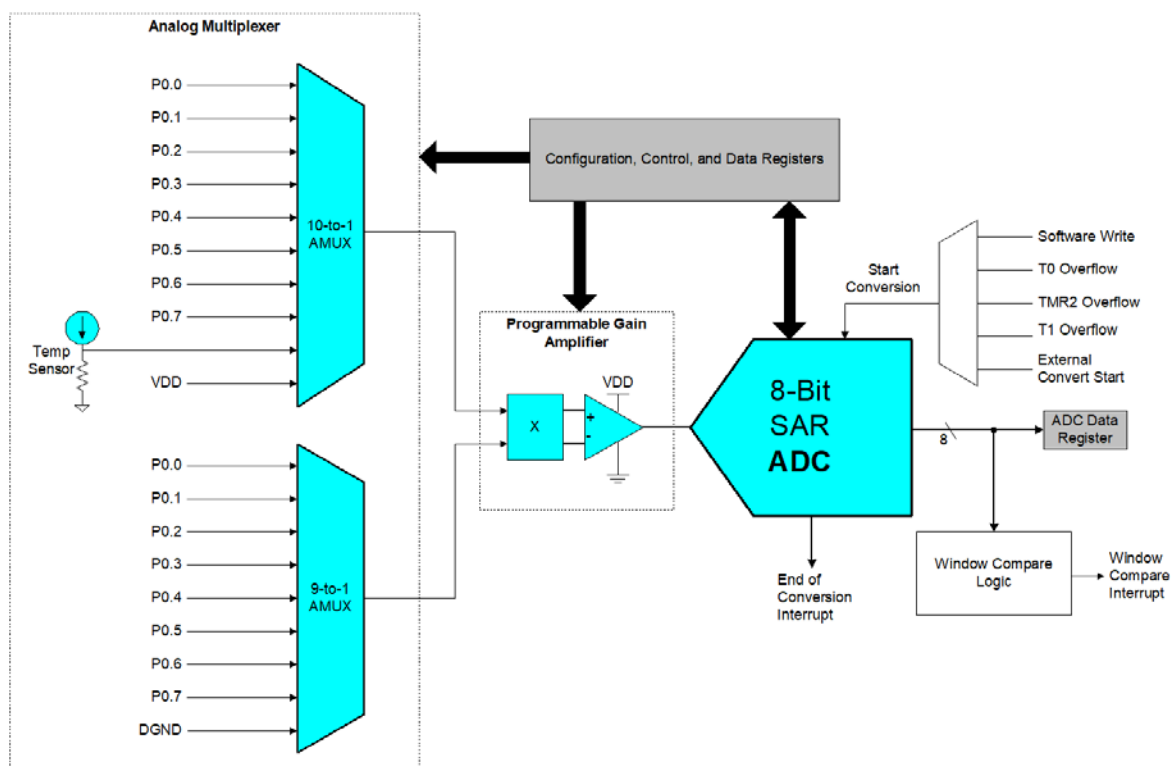 Analog Multiplexer
P0.0
P0.1
P0.2
P0.3
P0.4
P0.5
P0.6
P0.7
Temp
Sensor
VDD
10-to-1
AMUX
P0.0
P0.1
P0.2
P0.3
P0.4
P0.5
P0.6
P0.7
DGND
9-to-1
AMUX
Configuration, Control, and Data Registers
Programmable Gain
Amplifier
X
+
-
VDD
Start
Conversion
Software Write
T0 Overflow
TMR2 Overflow
T1 Overflow
External
Convert Start
8-Bit
SAR
ADC
8
ADC Data
Register
End of
Conversion
Interrupt
Window Compare
Logic
Window
Compare
Interrupt